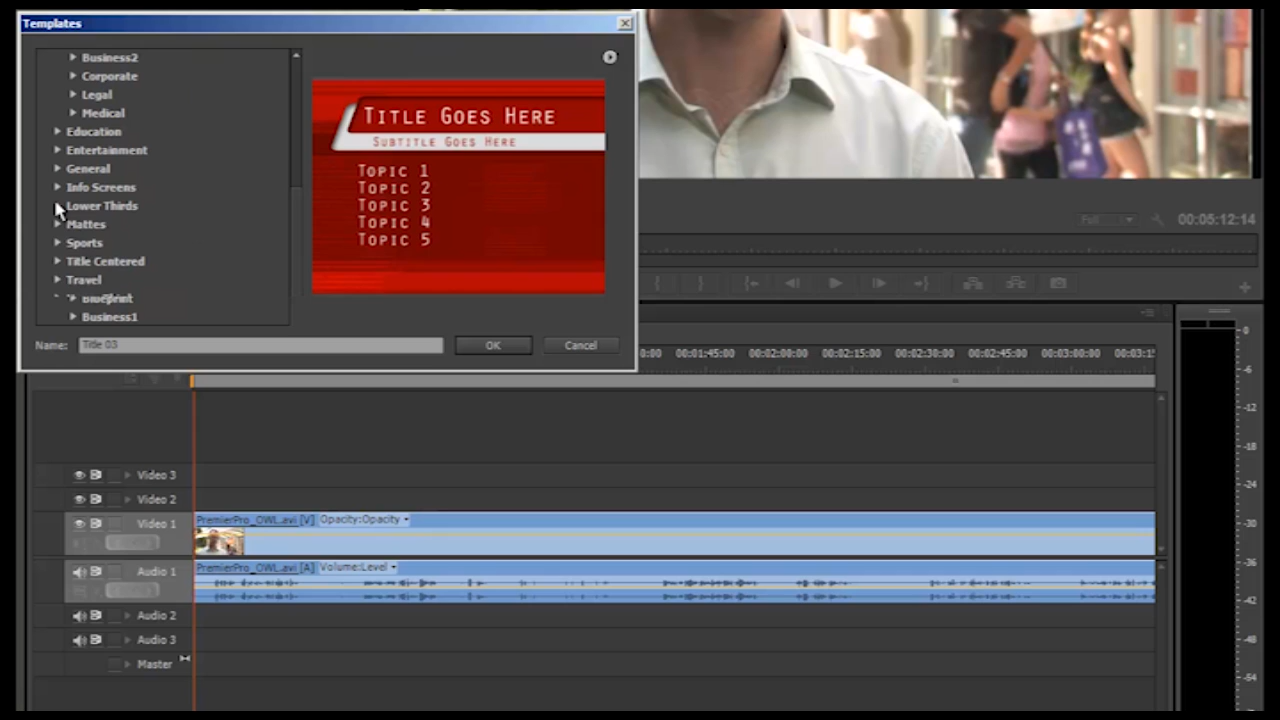 Templates
Business2
Corporate
Legal
Medical
Education
Entertainment
General
Info Screens
Lower Thirds
Mattes
Sports
Title Centered
Travel
Blueprint
Business1
Title Goes Here
Subtitle Goes Here
Topic 1
Topic 2
Topic 3
Topic 4
Topic 5
Name: Title 03
OK Cancel
Full 00:05:12:14
0:00 00:01:45:00 00:02:00:00 00:02:15:00 00:02:30:00 00:02:45:00 00:03:00:00 00:03:1
Video 3
Video 2
Video 1 PremierPro_OWL.avi [V] Opacity:Opacity
Audio 1 PremierPro_OWL.avi [A] Volume:Level
Audio 2
Audio 3
Master
0
-6
-12
-18
-24
-30
-36
-42
-48
-54